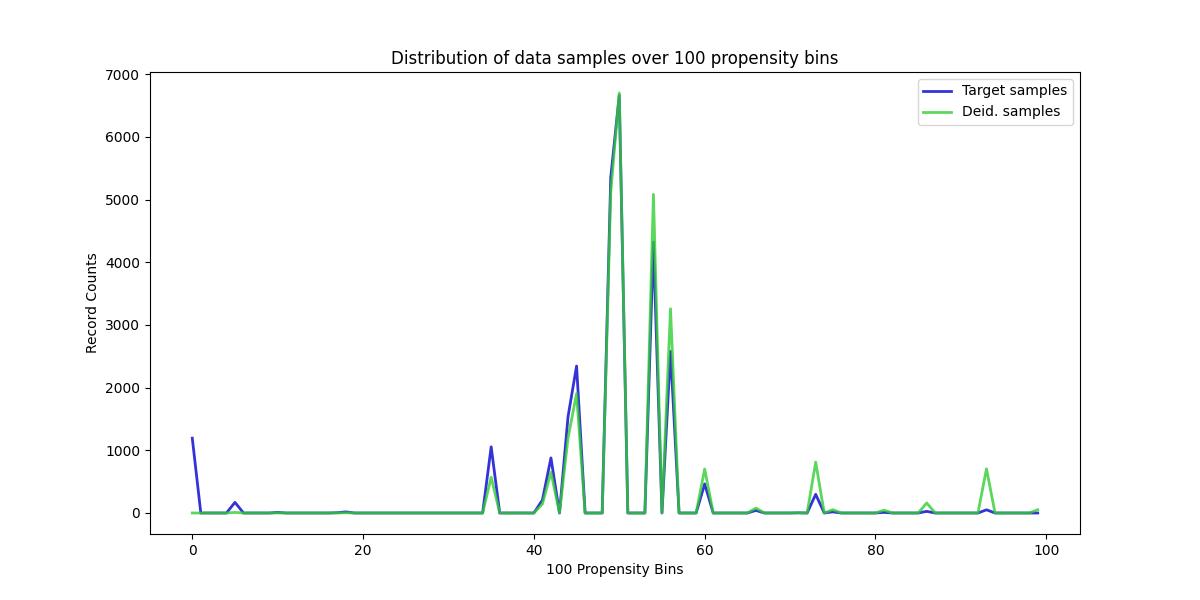 Distribution of data samples over 100 propensity bins
Target samples
Deid. samples
Record Counts
7000
6000
5000
4000
3000
2000
1000
0
0 20 40 60 80 100
100 Propensity Bins